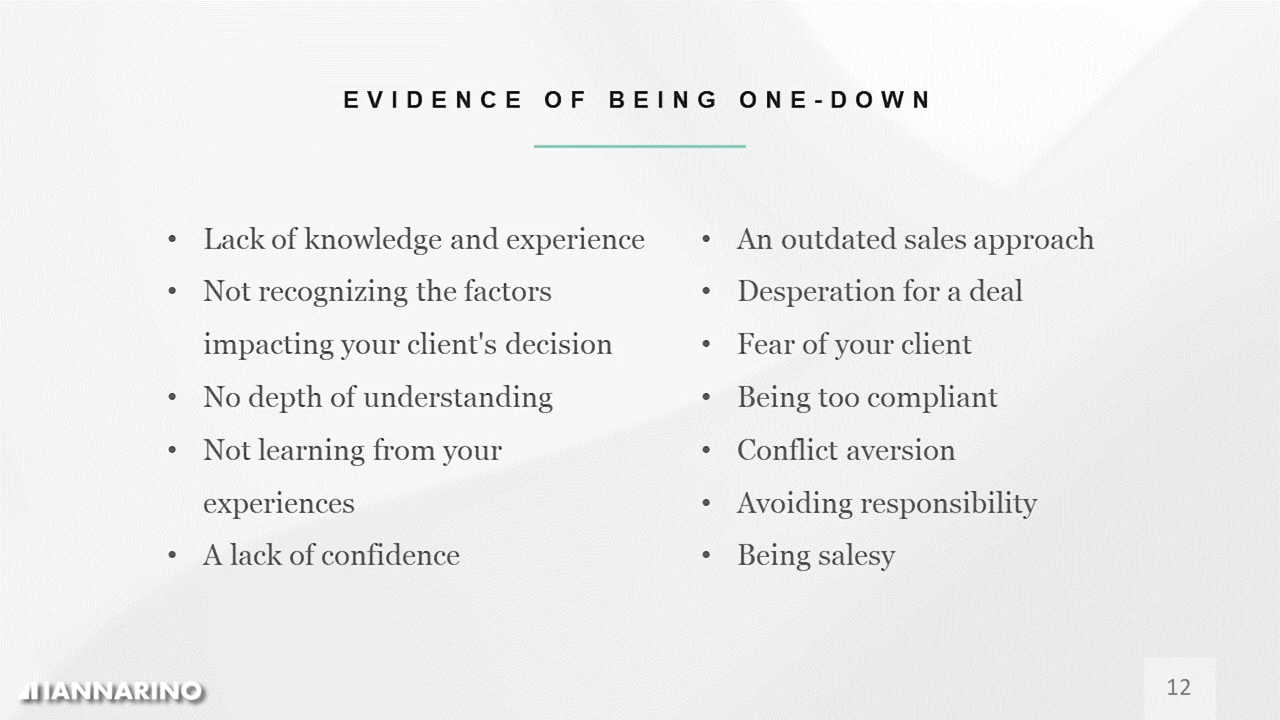 EVIDENCE OF BEING ONE-DOWN
• Lack of knowledge and experience
• Not recognizing the factors
impacting your client's decision
• No depth of understanding
• Not learning from your
experiences
• A lack of confidence
• An outdated sales approach
• Desperation for a deal
• Fear of your client
• Being too compliant
• Conflict aversion
• Avoiding responsibility
• Being salesy
IANNARINO
12